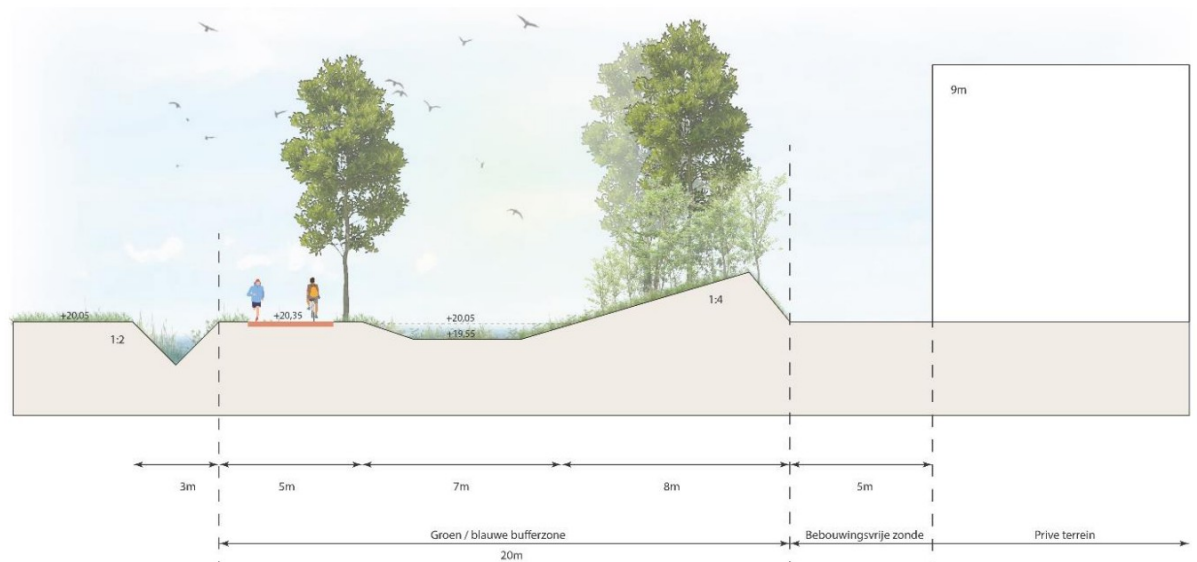 9m
1:4
+20,05
+20,35
+20,05
+19.55
1:2
3m
5m
7m
8m
5m
Groen / blauwe bufferzone
Bebouwingsvrije zonde
Prive terrein
20m